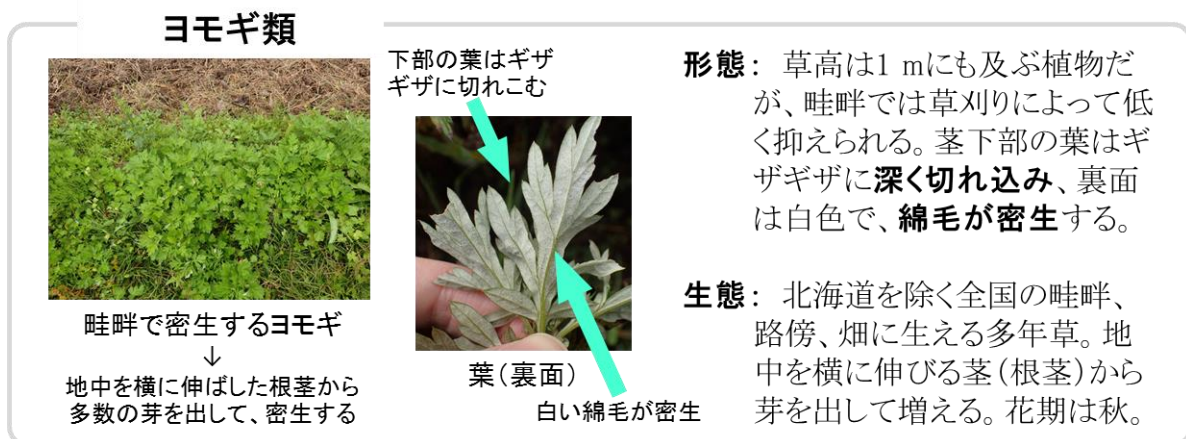 ヨモギ類
畦畔で密生するヨモギ
↓
地中を横に伸ばした根茎から
多数の芽を出して、密生する
下部の葉はギザ
ギザに切れこむ
葉（裏面）
白い綿毛が密生
形態： 草高は1 mにも及ぶ植物だ
が、畦畔では草刈りによって低
く抑えられる。茎下部の葉はギ
ザギザに深く切れ込み、裏面
は白色で、綿毛が密生する。
生態： 北海道を除く全国の畦畔、
路傍、畑に生える多年草。地
中を横に伸びる茎（根茎）から
芽を出して増える。花期は秋。